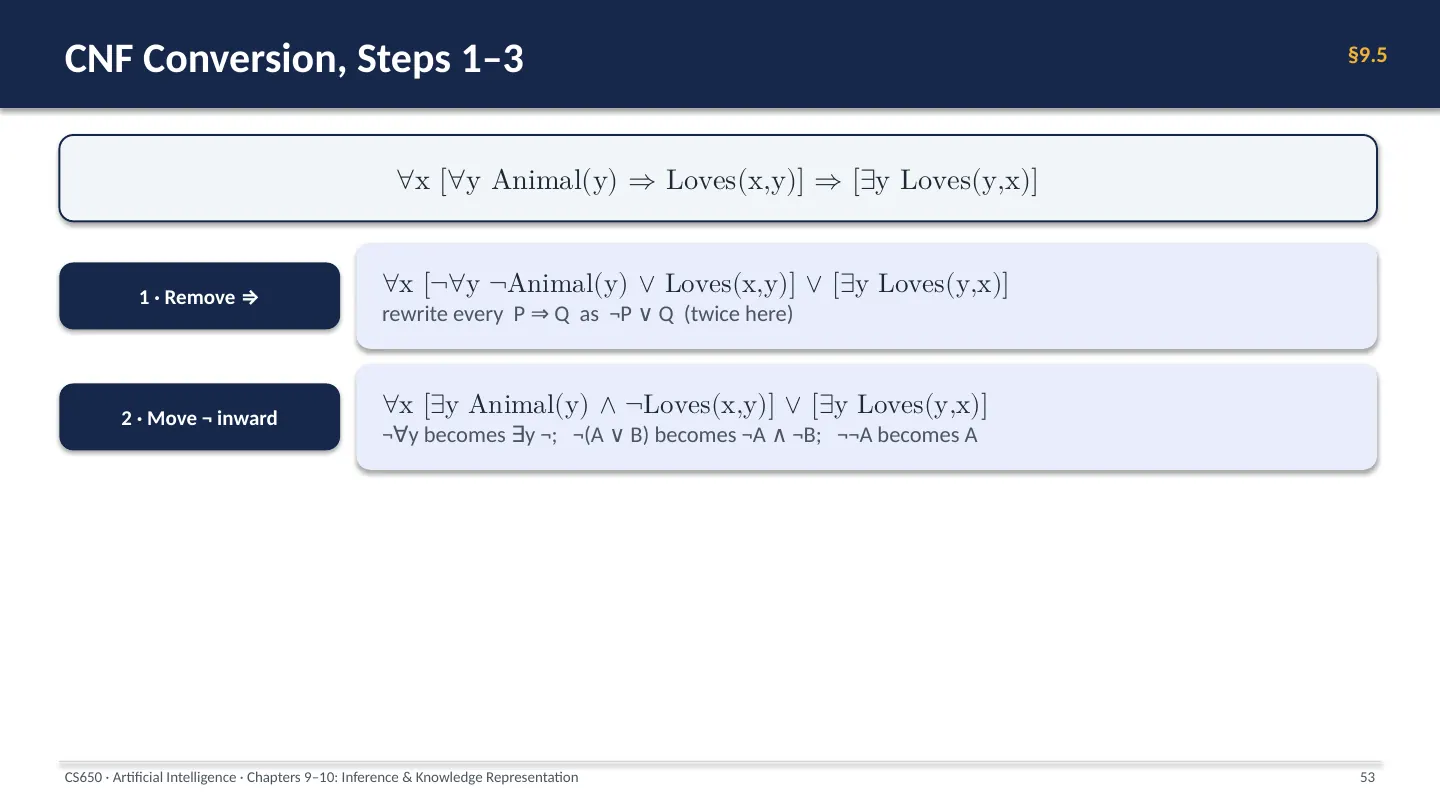 CNF Conversion, Steps 1–3
§9.5
∀x [∀y Animal(y) ⇒ Loves(x,y)] ⇒ [∃y Loves(y,x)]
1 · Remove ⇒
∀x [¬∀y ¬Animal(y) ∨ Loves(x,y)] ∨ [∃y Loves(y,x)]
rewrite every P ⇒ Q as ¬P ∨ Q (twice here)
2 · Move ¬ inward
∀x [∃y Animal(y) ∧ ¬Loves(x,y)] ∨ [∃y Loves(y,x)]
¬∀y becomes ∃y ¬; ¬(A ∨ B) becomes ¬A ∧ ¬B; ¬¬A becomes A
CS650 · Artificial Intelligence · Chapters 9–10: Inference & Knowledge Representation
53